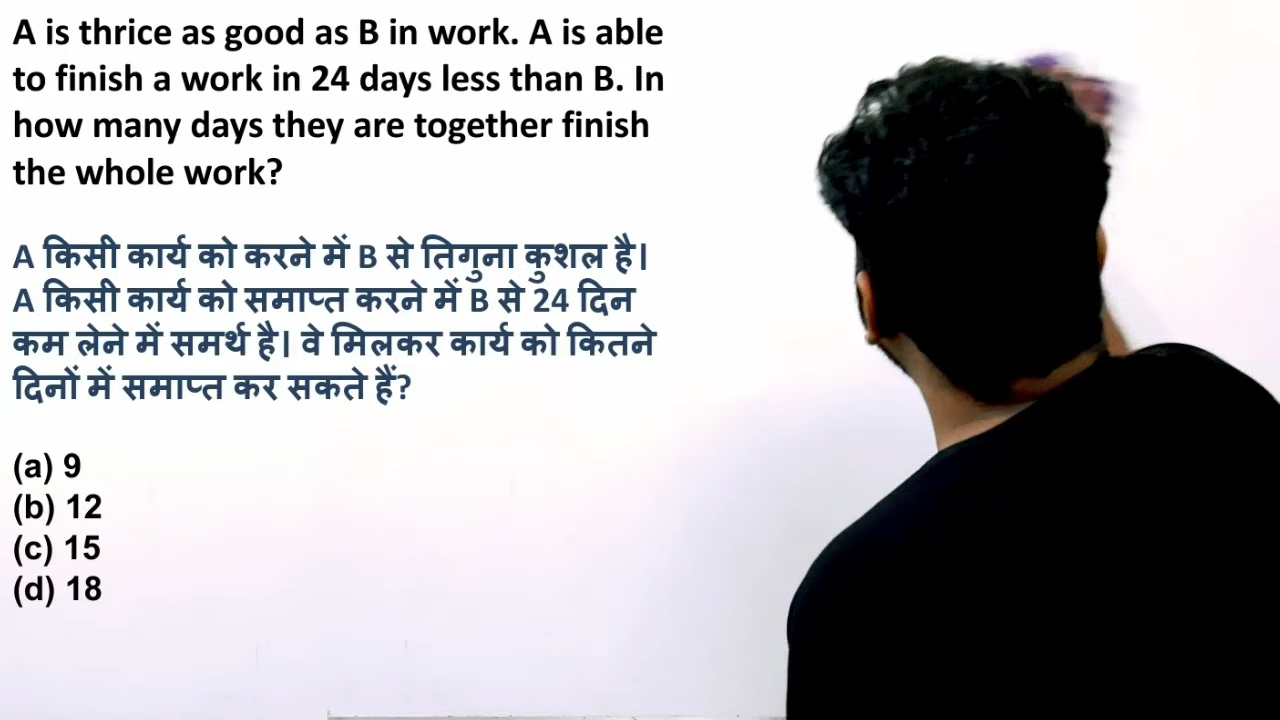 A is thrice as good as B in work. A is able
to finish a work in 24 days less than B. In
how many days they are together finish
the whole work?
A किसी कार्य को करने में B से तिगुना कुशल है।
A किसी कार्य को समाप्त करने में B से 24 दिन
कम लेने में समर्थ है। वे मिलकर कार्य को कितने
दिनों में समाप्त कर सकते हैं?
(a) 9
(b) 12
(c) 15
(d) 18